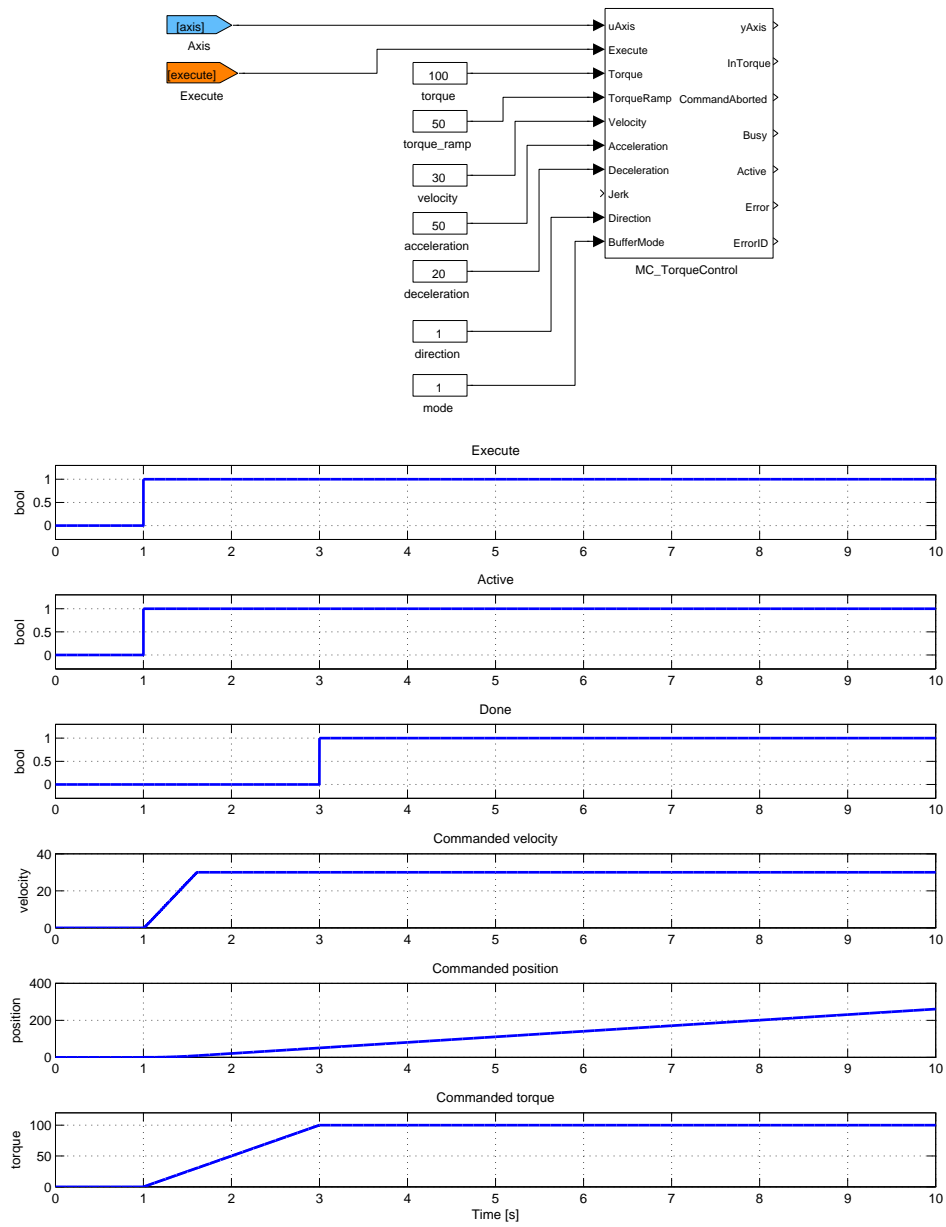 [axis]
Axis
[execute]
Execute
100
torque
50
torque_ramp
30
velocity
50
acceleration
20
deceleration
1
direction
1
mode
uAxis yAxis
Execute
InTorque
Torque
TorqueRamp CommandAborted
Velocity
Busy
Acceleration
Deceleration Active
Jerk
Error
Direction
BufferMode ErrorID
MC_TorqueControl
Execute
bool
1
0.5
0
0 1 2 3 4 5 6 7 8 9 10
Active
bool
1
0.5
0
0 1 2 3 4 5 6 7 8 9 10
Done
bool
1
0.5
0
0 1 2 3 4 5 6 7 8 9 10
Commanded velocity
velocity
40
20
0
0 1 2 3 4 5 6 7 8 9 10
Commanded position
position
400
200
0
0 1 2 3 4 5 6 7 8 9 10
Commanded torque
torque
100
50
0
0 1 2 3 4 5 6 7 8 9 10
Time [s]